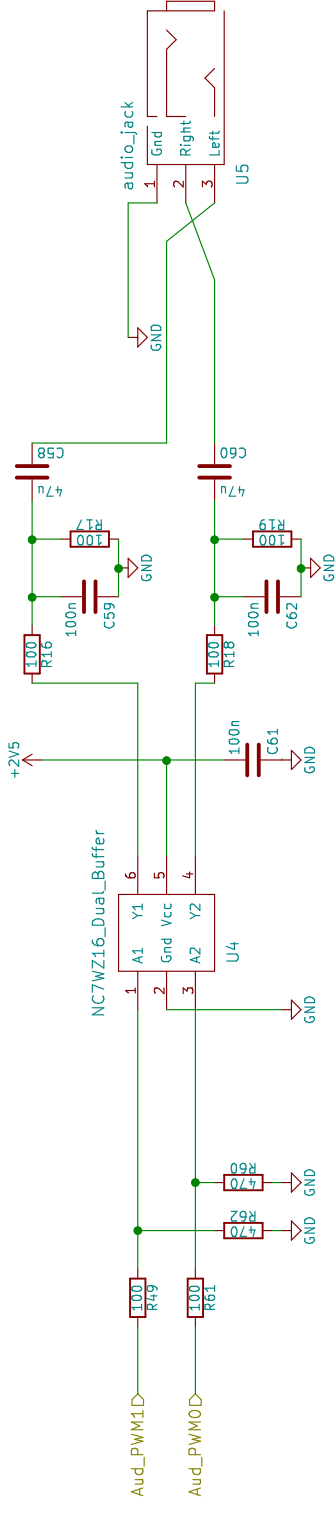 audio_jack
Gnd
Right
Left
1
2
3
U5
GND
C58
47u
C60
47u
R17
100
R19
100
GND
GND
100n
C59
100n
C62
100
R16
100
R18
+2V5
100n
C61
GND
NC7WZ16_Dual_Buffer
6
5
4
Y1
Vcc
Y2
A1
Gnd
A2
U4
1
2
3
GND
R60
470
GND
R62
470
GND
100
R49
100
R61
Aud_PWM1
Aud_PWM0